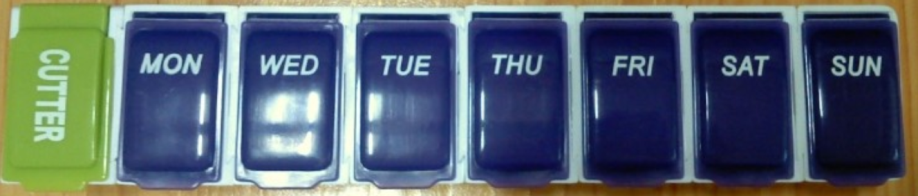 CUTTER
MON WED TUE THU FRI SAT SUN